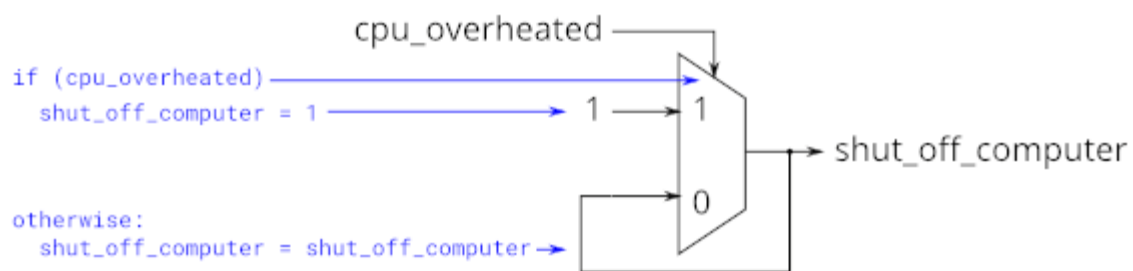 cpu_overheated
if (cpu_overheated)
shut_off_computer = 1
1
1
shut_off_computer
0
otherwise:
shut_off_computer = shut_off_computer